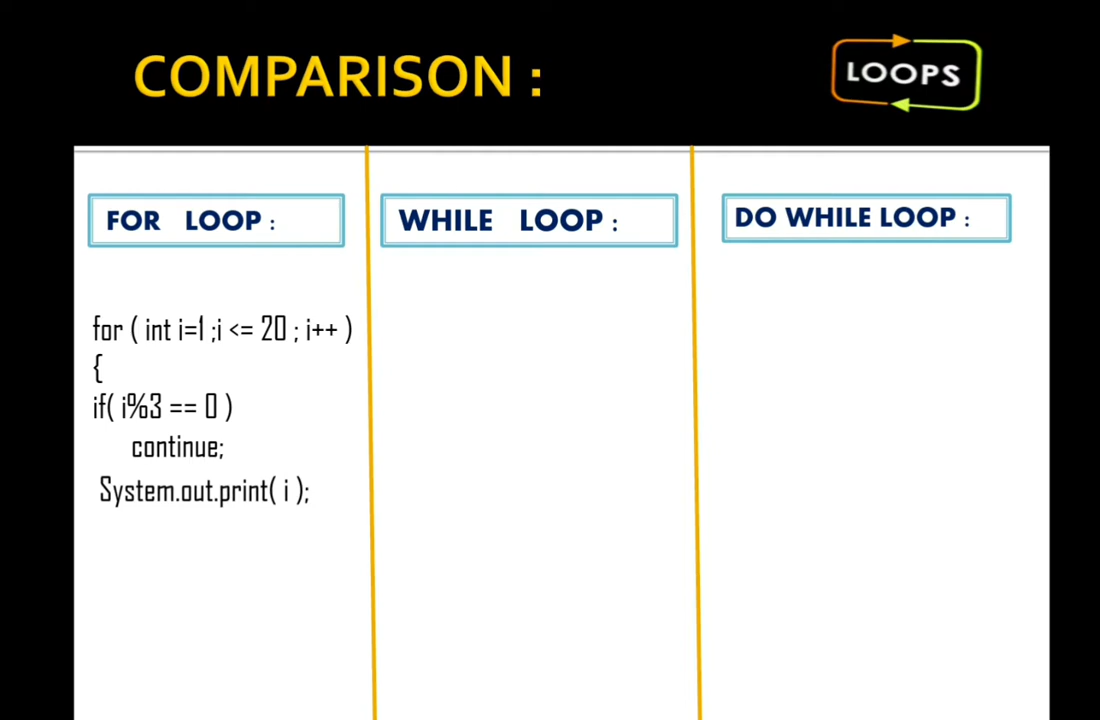 COMPARISON :
LOOPS
FOR LOOP :
for ( int i=1 ;i <= 20 ; i++ )
{
if( i%3 == 0 )
continue;
System.out.print( i );
WHILE LOOP :
DO WHILE LOOP :